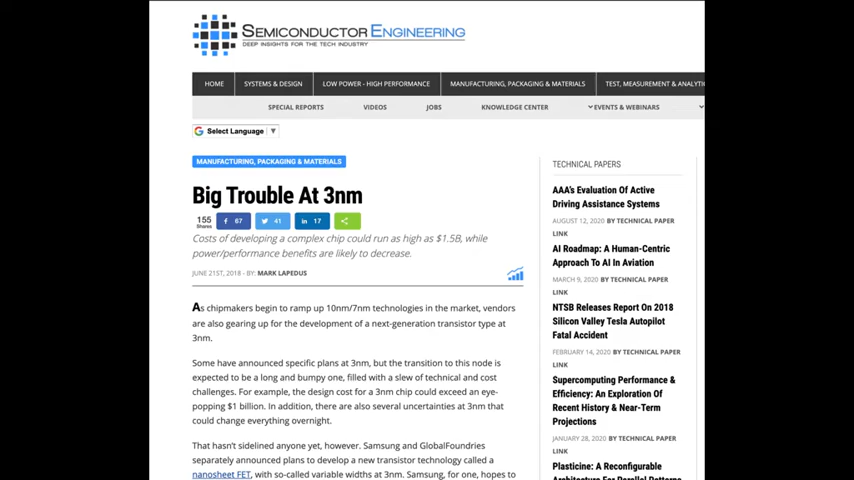 SEMICONDUCTOR ENGINEERING
DEEP INSIGHTS FOR THE TECH INDUSTRY
HOME SYSTEMS & DESIGN LOW POWER - HIGH PERFORMANCE MANUFACTURING, PACKAGING & MATERIALS TEST, MEASUREMENT & ANALYTIC
SPECIAL REPORTS VIDEOS JOBS KNOWLEDGE CENTER EVENTS & WEBINARS
G Select Language ▼
MANUFACTURING, PACKAGING & MATERIALS
Big Trouble At 3nm
155 Shares
f 67
41
in 17
Costs of developing a complex chip could run as high as $1.5B, while
power/performance benefits are likely to decrease.
JUNE 21ST, 2018 - BY: MARK LAPEDUS
As chipmakers begin to ramp up 10nm/7nm technologies in the market, vendors
are also gearing up for the development of a next-generation transistor type at
3nm.
Some have announced specific plans at 3nm, but the transition to this node is
expected to be a long and bumpy one, filled with a slew of technical and cost
challenges. For example, the design cost for a 3nm chip could exceed an eye-
popping $1 billion. In addition, there are also several uncertainties at 3nm that
could change everything overnight.
That hasn't sidelined anyone yet, however. Samsung and GlobalFoundries
separately announced plans to develop a new transistor technology called a
nanosheet FET, with so-called variable widths at 3nm. Samsung, for one, hopes to
TECHNICAL PAPERS
AAA's Evaluation Of Active
Driving Assistance Systems
AUGUST 12, 2020 BY TECHNICAL PAPER
LINK
AI Roadmap: A Human-Centric
Approach To AI In Aviation
MARCH 9, 2020 BY TECHNICAL PAPER
LINK
NTSB Releases Report On 2018
Silicon Valley Tesla Autopilot
Fatal Accident
FEBRUARY 14, 2020 BY TECHNICAL PAPER
LINK
Supercomputing Performance &
Efficiency: An Exploration Of
Recent History & Near-Term
Projections
JANUARY 28, 2020 BY TECHNICAL PAPER
LINK
Plasticine: A Reconfigurable
Architecture For Parallel Patterns